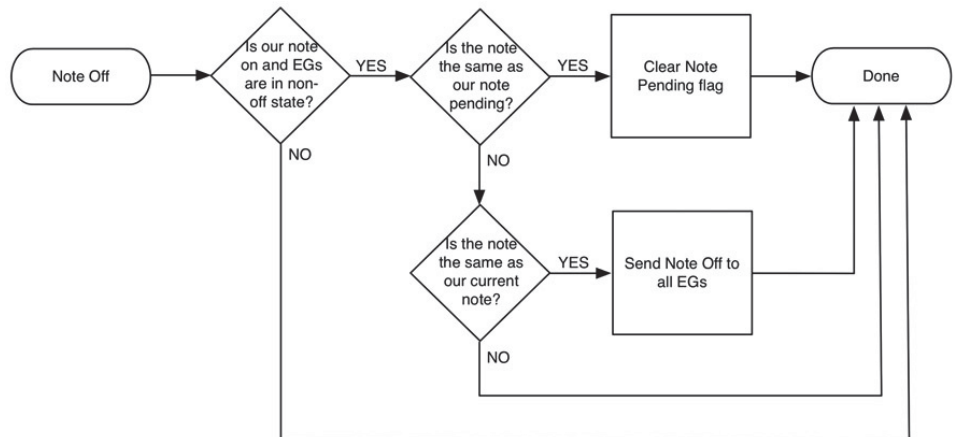 Note Off
Is our note
on and EGs
are in non-
off state?
YES
Is the note
the same as
our note
pending?
YES
Clear Note
Pending flag
Done
NO
NO
Is the note
the same as
our current
note?
YES
Send Note Off to
all EGs
NO